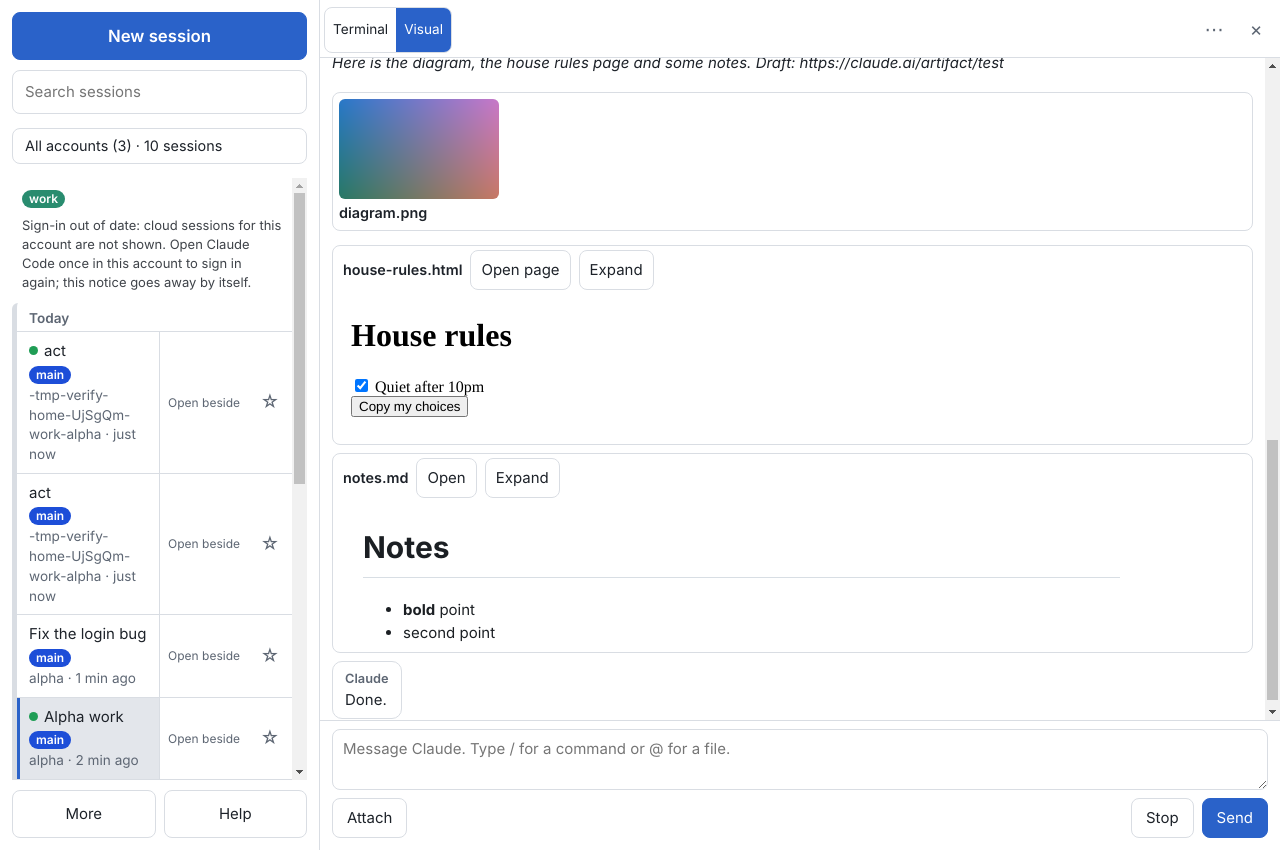 New session
Search sessions
All accounts (3) · 10 sessions
work
Sign-in out of date: cloud sessions for this
account are not shown. Open Claude
Code once in this account to sign in
again; this notice goes away by itself.
Today
act
main
-tmp-verify-
home-UjSgQm-
work-alpha · just
now
Open beside
act
main
-tmp-verify-
home-UjSgQm-
work-alpha · just
now
Open beside
Fix the login bug
main
alpha · 1 min ago
Open beside
Alpha work
main
alpha · 2 min ago
Open beside
More
Help
Terminal
Visual
Here is the diagram, the house rules page and some notes. Draft: https://claude.ai/artifact/test
diagram.png
house-rules.html
Open page
Expand
House rules
Quiet after 10pm
Copy my choices
notes.md
Open
Expand
Notes
bold point
second point
Claude
Done.
Message Claude. Type / for a command or @ for a file.
Attach
Stop
Send